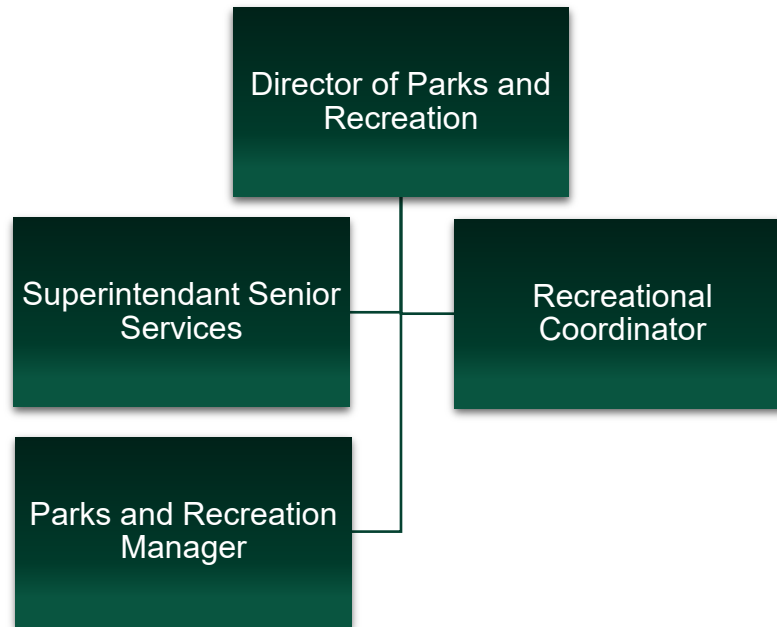 Director of Parks and
Recreation
Superintendant Senior
Services
Recreational
Coordinator
Parks and Recreation
Manager